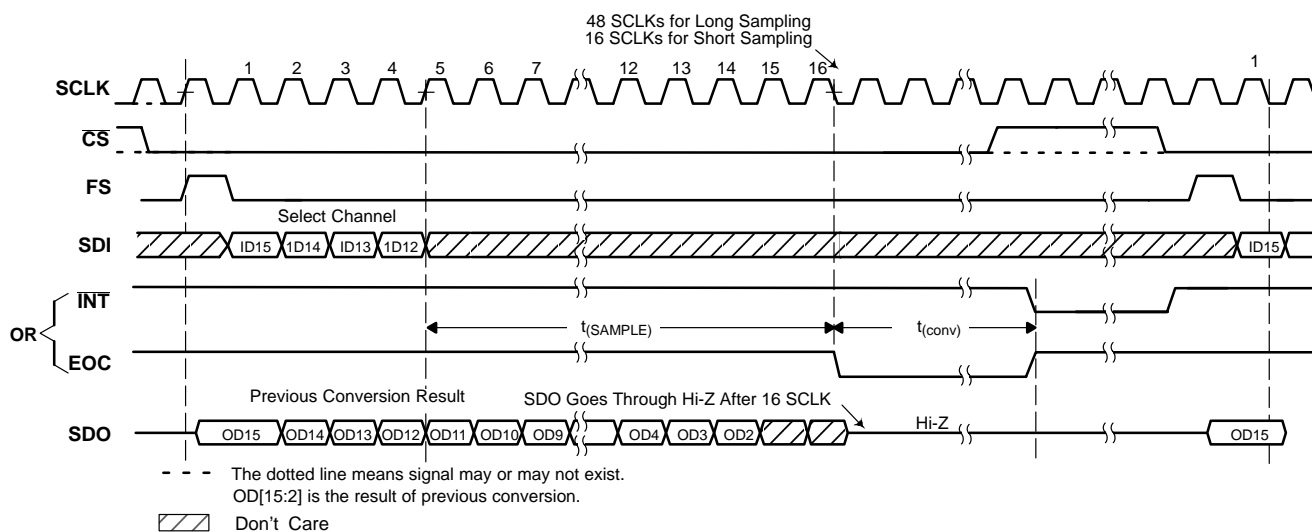 48 SCLKs for Long Sampling
16 SCLKs for Short Sampling
1 2 3 4 5 6 7 12 13 14 15 16 1
SCLK
CS
FS
Select Channel
SDI ID15 1D14 ID13 1D12 ID15
INT
OR
t(SAMPLE) t(conv)
EOC
Previous Conversion Result SDO Goes Through Hi-Z After 16 SCLK
Hi-Z
SDO OD15 OD14 OD13 OD12 OD11 OD10 OD9 OD4 OD3 OD2 OD15
The dotted line means signal may or may not exist.
OD[15:2] is the result of previous conversion.
Don't Care